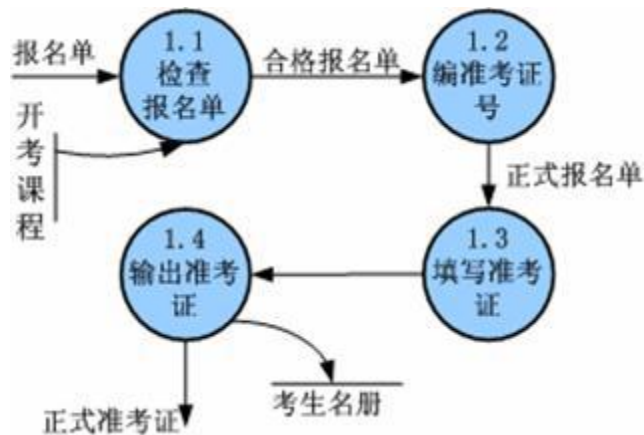 报名单
1.1
检查
报名单
合格报名单
1.2
编准考证
号
开考课程
正式报名单
1.3
填写准考
证
1.4
输出准考
证
正式准考证
考生名册